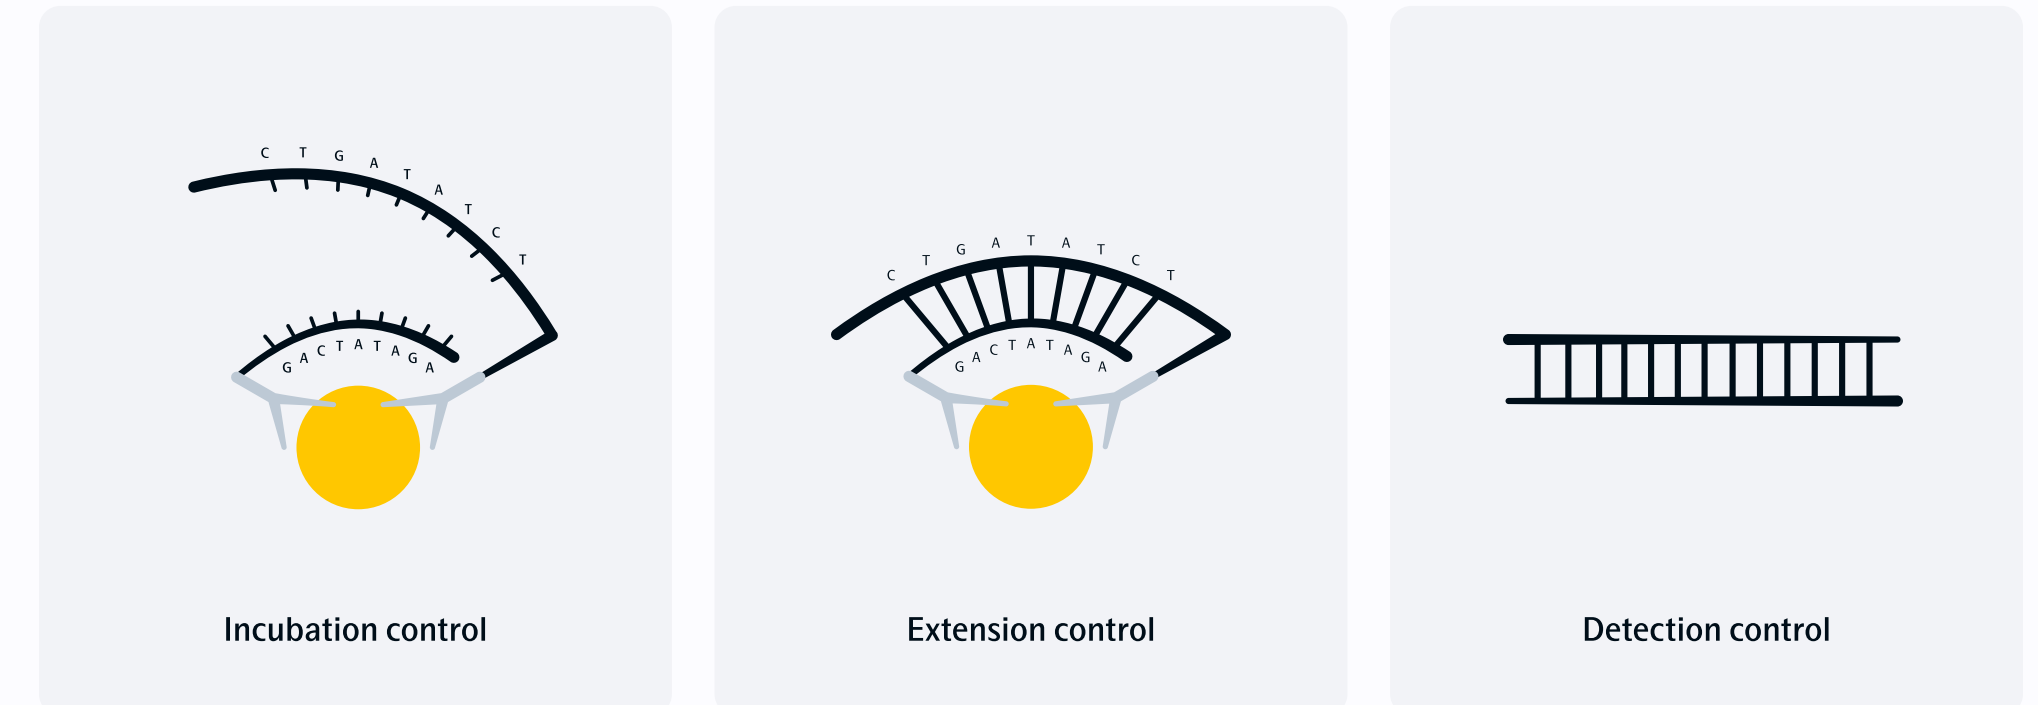 C T G A T A T C T
G A C T A T A G A
Incubation control
C T G A T A T C T
G A C T A T A G A
Extension control
Detection control